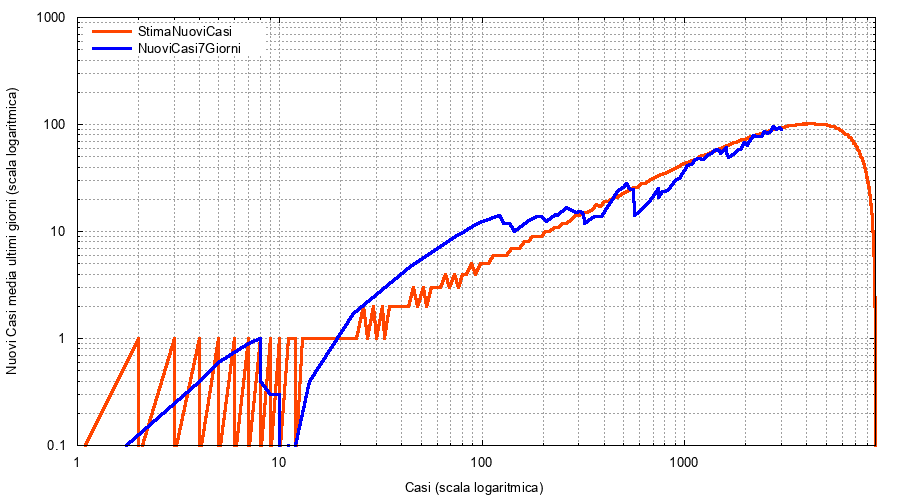 1000
StimaNuoviCasi
NuoviCasi7Giorni
100
10
1
0.1
Nuovi Casi media ultimi giorni (scala logaritmica)
1 10 100 1000
Casi (scala logaritmica)